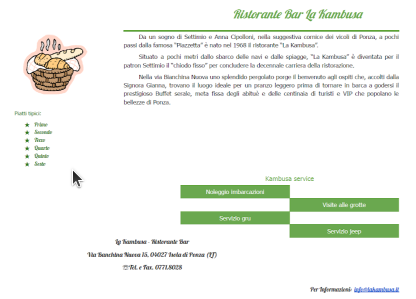 Ristorante Bar La Kambusa
Da un sogno di Settimio e Anna Cipolloni, nella suggestiva cornice dei vicoli di Ponza, a pochi
passi dalla famosa "Piazzetta" è nato nel 1968 il ristorante "La Kambusa".
Situato a pochi metri dallo sbarco delle navi e dalle spiagge, "La Kambusa" è diventata per il
patron Settimio il "chiodo fisso" per concludere la decennale carriera della ristorazione.
Nella via Banchina Nuova uno splendido pergolato porge il benvenuto agli ospiti che, accolti dalla
Signora Gianna, trovano il luogo ideale per un pranzo leggero prima di tornare in barca a godersi il
prestigioso Buffet serale, meta fissa degli abitué e delle centinaia di turisti e VIP che popolano le
bellezze di Ponza.
Piatti tipici:
★ Primo
★ Secondo
★ Terzo
★ Quarto
★ Quinto
★ Sesto
Kambusa service
Noleggio imbarcazioni
Visite alle grotte
Servizio gru
Servizio jeep
La Kambusa - Ristorante Bar
Via Banchina Nuova 15, 04027 Isola di Ponza (LT)
☏Tel. e Fax. 0771.8028
Per Informazioni: info@lakambusa.it